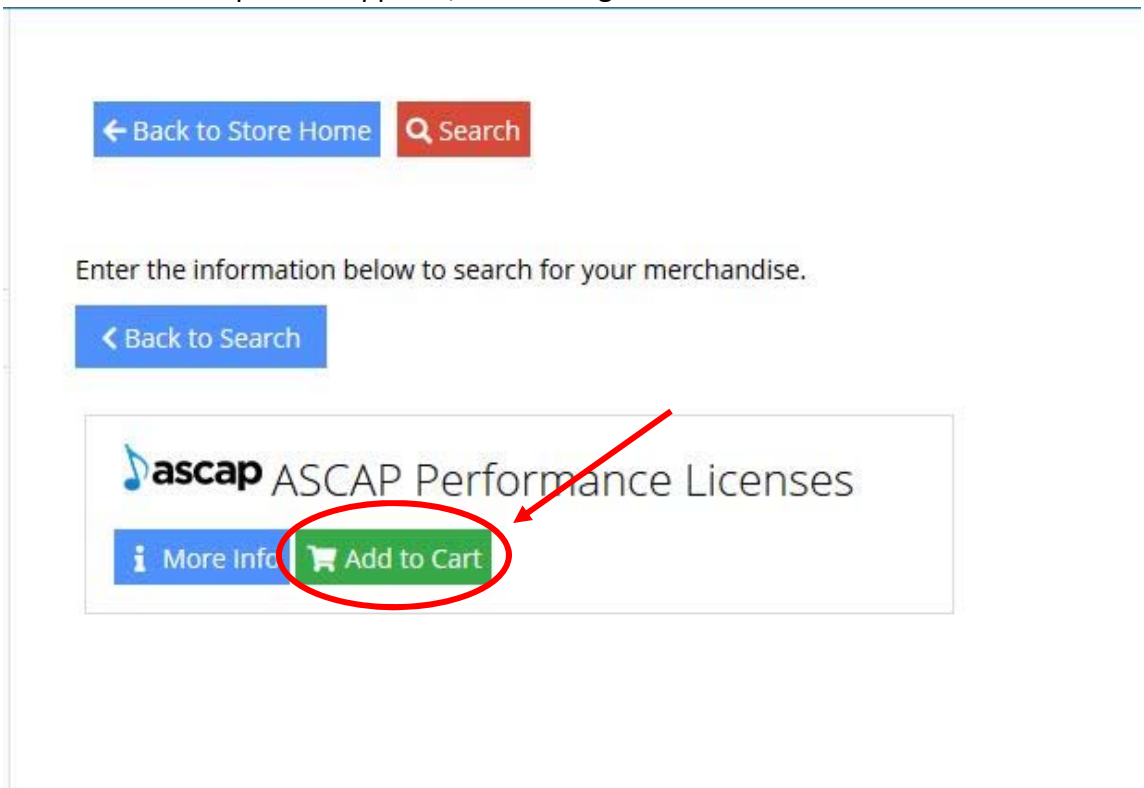 Back to Store Home Search
Enter the information below to search for your merchandise.
Back to Search
ascap ASCAP Performance Licenses
More Info Add to Cart